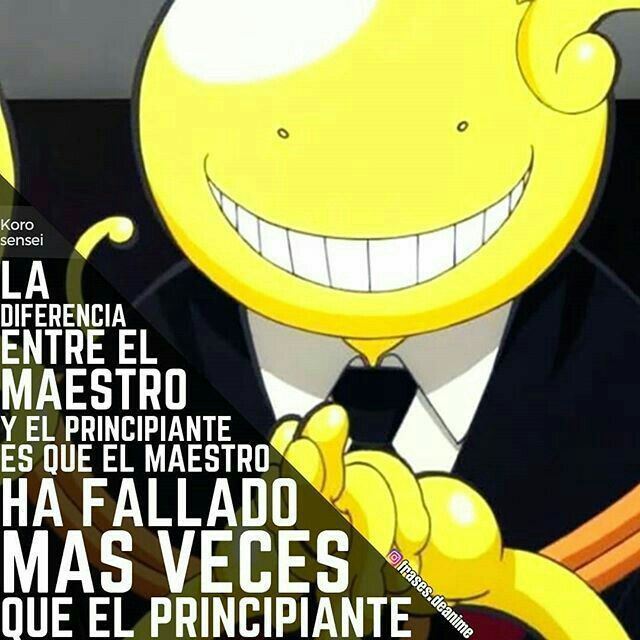 Koro
sensei
LA
DIFERENCIA
ENTRE EL
MAESTRO
Y EL PRINCIPIANTE
ES QUE EL MAESTRO
HA FALLADO
MAS VECES
QUE EL PRINCIPIANTE
frases.deanime